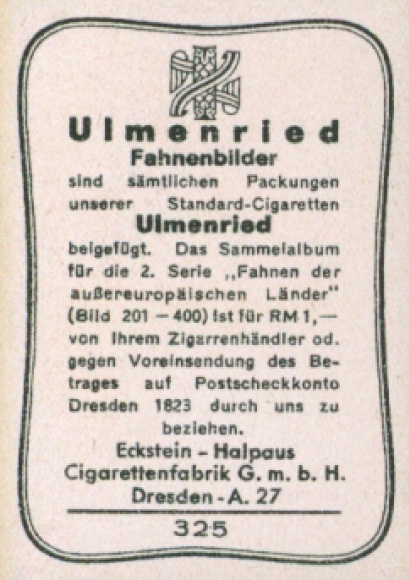 Ulmenried
Fahnenbilder
sind sämtlichen Packungen
unserer Standard-Cigaretten
Ulmenried
beigefügt. Das Sammelalbum
für die 2. Serie „Fahnen der
außereuropäischen Länder"
(Bild 201 – 400) ist für RM 1,—
von Ihrem Zigarrenhändler od.
gegen Voreinsendung des Be-
trages auf Postscheckkonto
Dresden 1823 durch uns zu
beziehen.
Eckstein - Halpaus
Cigarettenfabrik G. m. b. H.
Dresden - A. 27
325